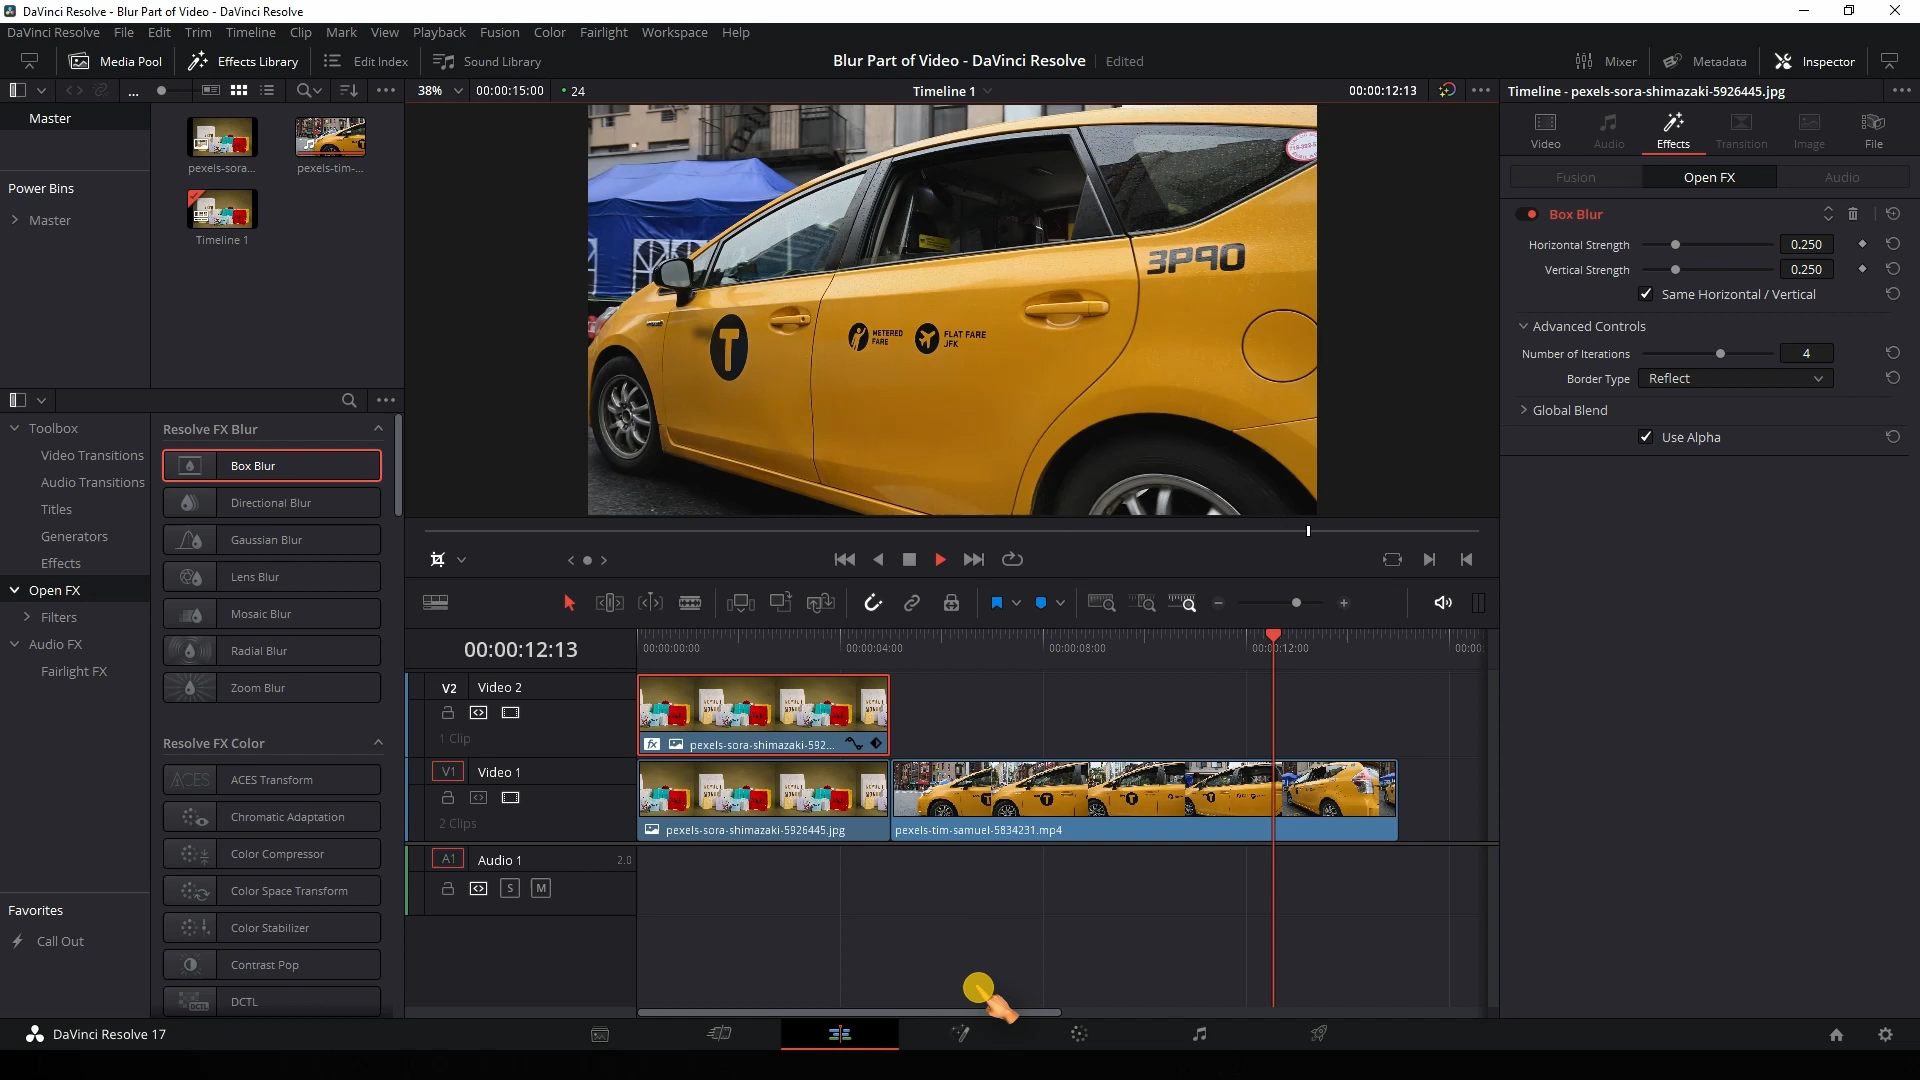 DaVinci Resolve - Blur Part of Video - DaVinci Resolve
DaVinci Resolve File Edit Trim Timeline Clip Mark View Playback Fusion Color Fairlight Workspace Help
Media Pool Effects Library Edit Index Sound Library Blur Part of Video - DaVinci Resolve Edited Mixer Metadata Inspector
38% 00:00:15:00 24 Timeline 1 00:00:12:13 Timeline - pexels-sora-shimazaki-5926445.jpg
Master
pexels-sora... pexels-tim-...
Power Bins
Master
Timeline 1
Video Audio Effects Transition Image File
Fusion Open FX Audio
Box Blur
Horizontal Strength 0.250
Vertical Strength 0.250
Same Horizontal / Vertical
Advanced Controls
Number of Iterations 4
Border Type Reflect
Global Blend
Use Alpha
3P90
T
METERED FARE
FLAT FARE JFK
Toolbox
Video Transitions
Audio Transitions
Titles
Generators
Effects
Open FX
Filters
Audio FX
Fairlight FX
Favorites
Call Out
Resolve FX Blur
Box Blur
Directional Blur
Gaussian Blur
Lens Blur
Mosaic Blur
Radial Blur
Zoom Blur
Resolve FX Color
ACES ACES Transform
Chromatic Adaptation
Color Compressor
Color Space Transform
Color Stabilizer
Contrast Pop
DCTL DCTL
00:00:12:13 00:00:00:00 00:00:04:00 00:00:08:00 00:00:12:00 00:00:
V2 Video 2
1 Clip
fx pexels-sora-shimazaki-592...
V1 Video 1
2 Clips
pexels-sora-shimazaki-5926445.jpg pexels-tim-samuel-5834231.mp4
A1 Audio 1 2.0
S M
DaVinci Resolve 17